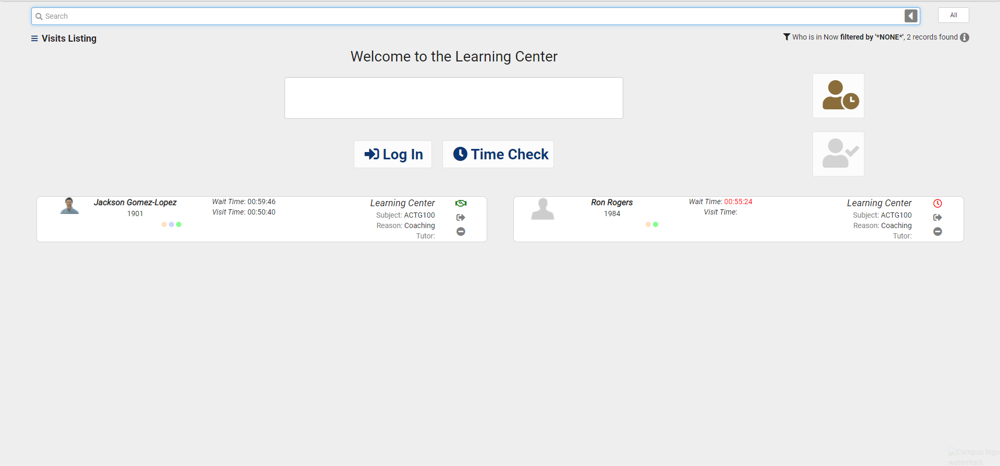 Search
All
Visits Listing
Who is in Now filtered by '*NONE*', 2 records found
Welcome to the Learning Center
Log In
Time Check
Jackson Gomez-Lopez
1901
Wait Time: 00:59:46
Visit Time: 00:50:40
Learning Center
Subject: ACTG100
Reason: Coaching
Tutor:
Ron Rogers
1984
Wait Time: 00:55:24
Visit Time:
Learning Center
Subject: ACTG100
Reason: Coaching
Tutor:
Campus logo
watermark